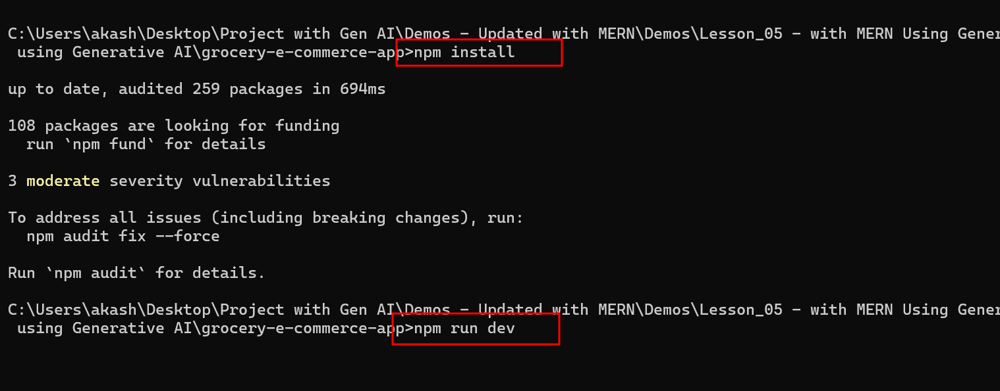 C:\Users\akash\Desktop\Project with Gen AI\Demos - Updated with MERN\Demos\Lesson_05 - with MERN Using Gener
using Generative AI\grocery-e-commerce-app>npm install
up to date, audited 259 packages in 694ms
108 packages are looking for funding
run `npm fund` for details
3 moderate severity vulnerabilities
To address all issues (including breaking changes), run:
npm audit fix --force
Run `npm audit` for details.
C:\Users\akash\Desktop\Project with Gen AI\Demos - Updated with MERN\Demos\Lesson_05 - with MERN Using Gener
using Generative AI\grocery-e-commerce-app>npm run dev